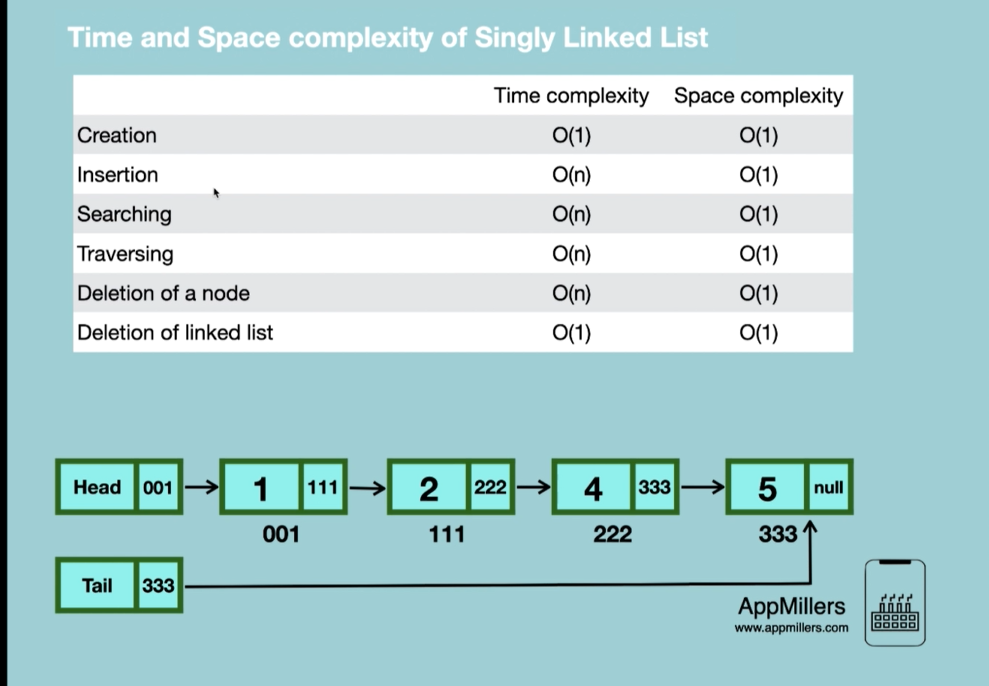 Time and Space complexity of Singly Linked List
Time complexity Space complexity
Creation O(1) O(1)
Insertion O(n) O(1)
Searching O(n) O(1)
Traversing O(n) O(1)
Deletion of a node O(n) O(1)
Deletion of linked list O(1) O(1)
Head 001 1 111 2 222 4 333 5 null
001 111 222 333
Tail 333
AppMillers
www.appmillers.com